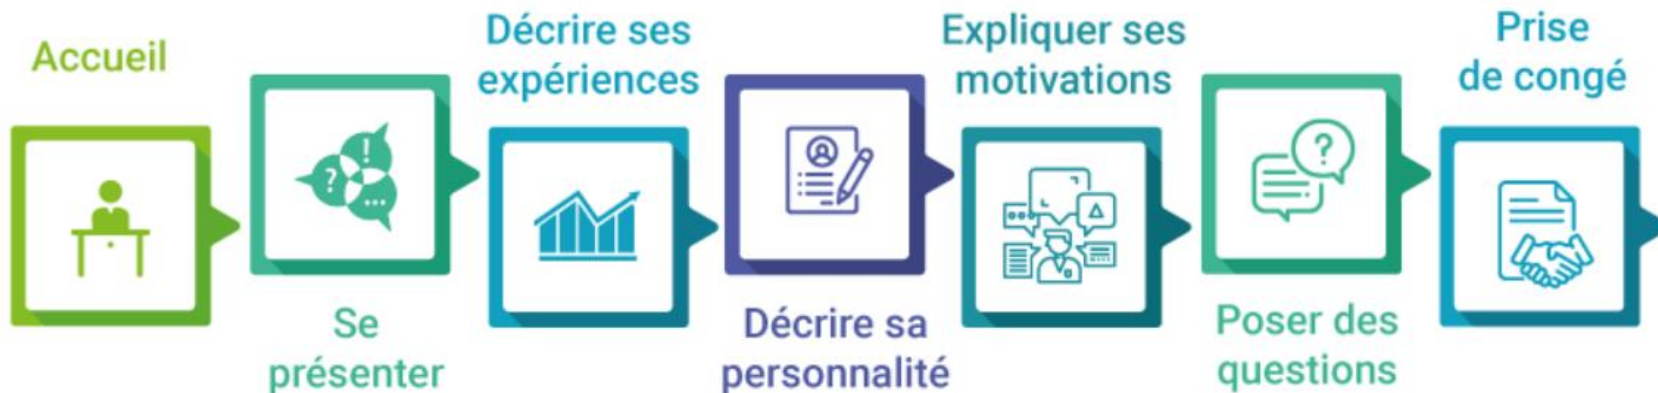 Accueil
Se
présenter
Décrire ses
expériences
Décrire sa
personnalité
Expliquer ses
motivations
Poser des
questions
Prise
de congé